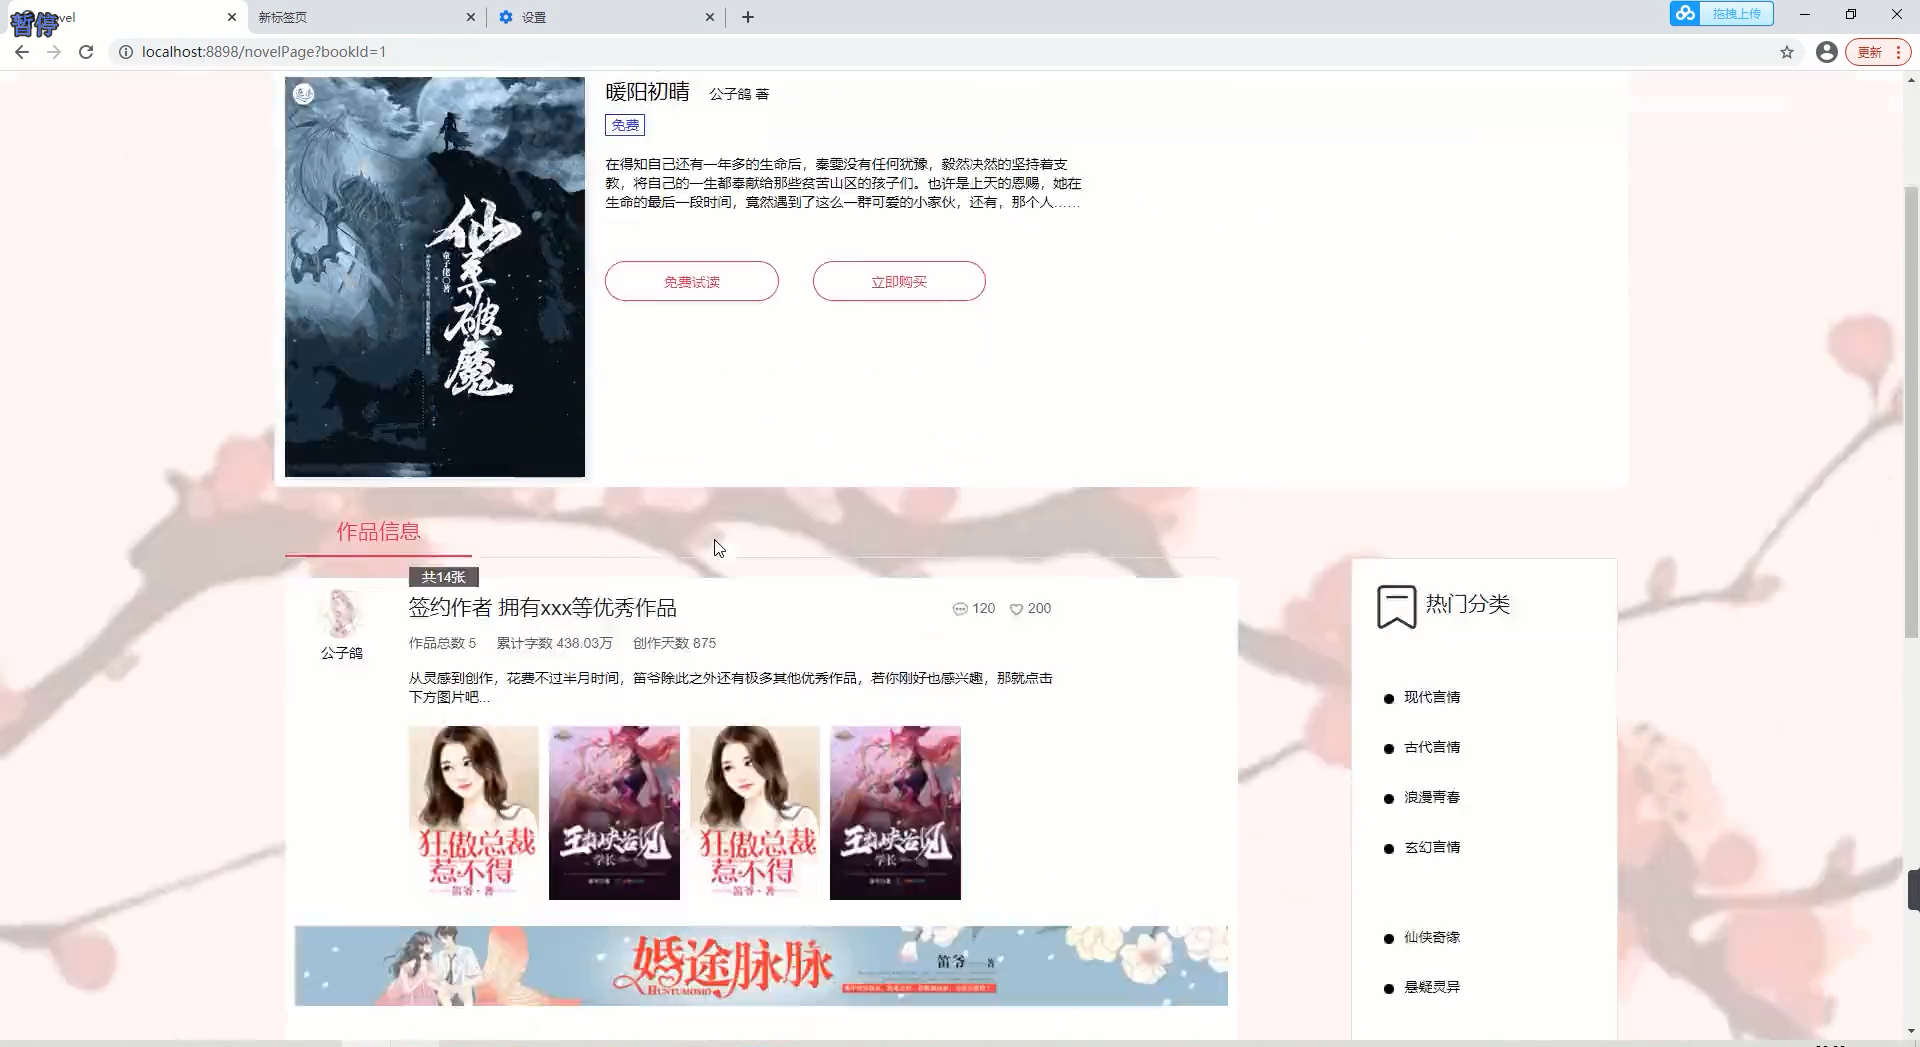 暂停
vel
新标签页
设置
拖拽上传
localhost:8898/novelPage?bookId=1
更新
暖阳初晴 公子鸽 著
免费
在得知自己还有一年多的生命后，秦雯没有任何犹豫，毅然决然的坚持着支
教，将自己的一生都奉献给那些贫苦山区的孩子们。也许是上天的恩赐，她在
生命的最后一段时间，竟然遇到了这么一群可爱的小家伙，还有，那个人……
免费试读
立即购买
仙尊破魔
作品信息
共14张
签约作者 拥有xxx等优秀作品
120
200
作品总数 5 累计字数 438.03万 创作天数 875
公子鸽
从灵感到创作，花费不过半月时间，笛爷除此之外还有极多其他优秀作品，若你刚好也感兴趣，那就点击
下方图片吧...
狂傲总裁
惹不得
笛爷·著
学长
狂傲总裁
惹不得
笛爷·著
学长
婚途脉脉
HUNTUMOMO
笛爷 著
热门分类
现代言情
古代言情
浪漫青春
玄幻言情
仙侠奇缘
悬疑灵异